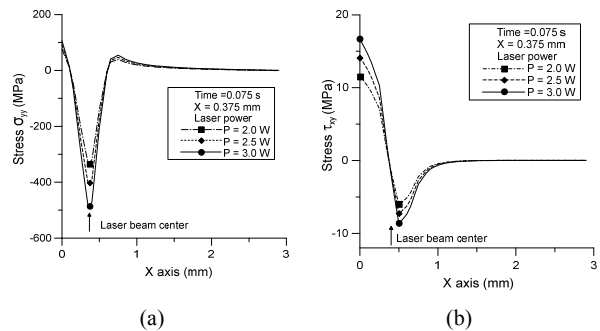 (a)
200
0
-200
-400
-600
Stress σyy (MPa)
Time =0.075 s
X = 0.375 mm
Laser power
P = 2.0 W
P = 2.5 W
P = 3.0 W
Laser beam center
0 1 2 3
X axis (mm)
(a)
(b)
20
10
0
-10
Stress τxy (MPa)
Time=0.075 s
X = 0.375 mm
Laser power
P = 2.0 W
P = 2.5 W
P = 3.0 W
Laser beam center
0 1 2 3
X axis (mm)
(b)